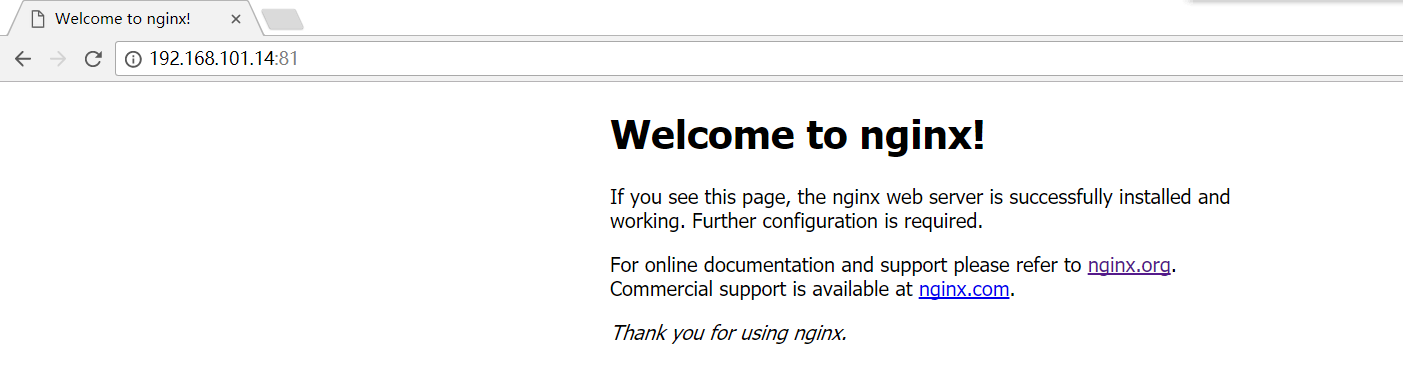 Welcome to nginx!
192.168.101.14:81
Welcome to nginx!
If you see this page, the nginx web server is successfully installed and
working. Further configuration is required.
For online documentation and support please refer to nginx.org.
Commercial support is available at nginx.com.
Thank you for using nginx.